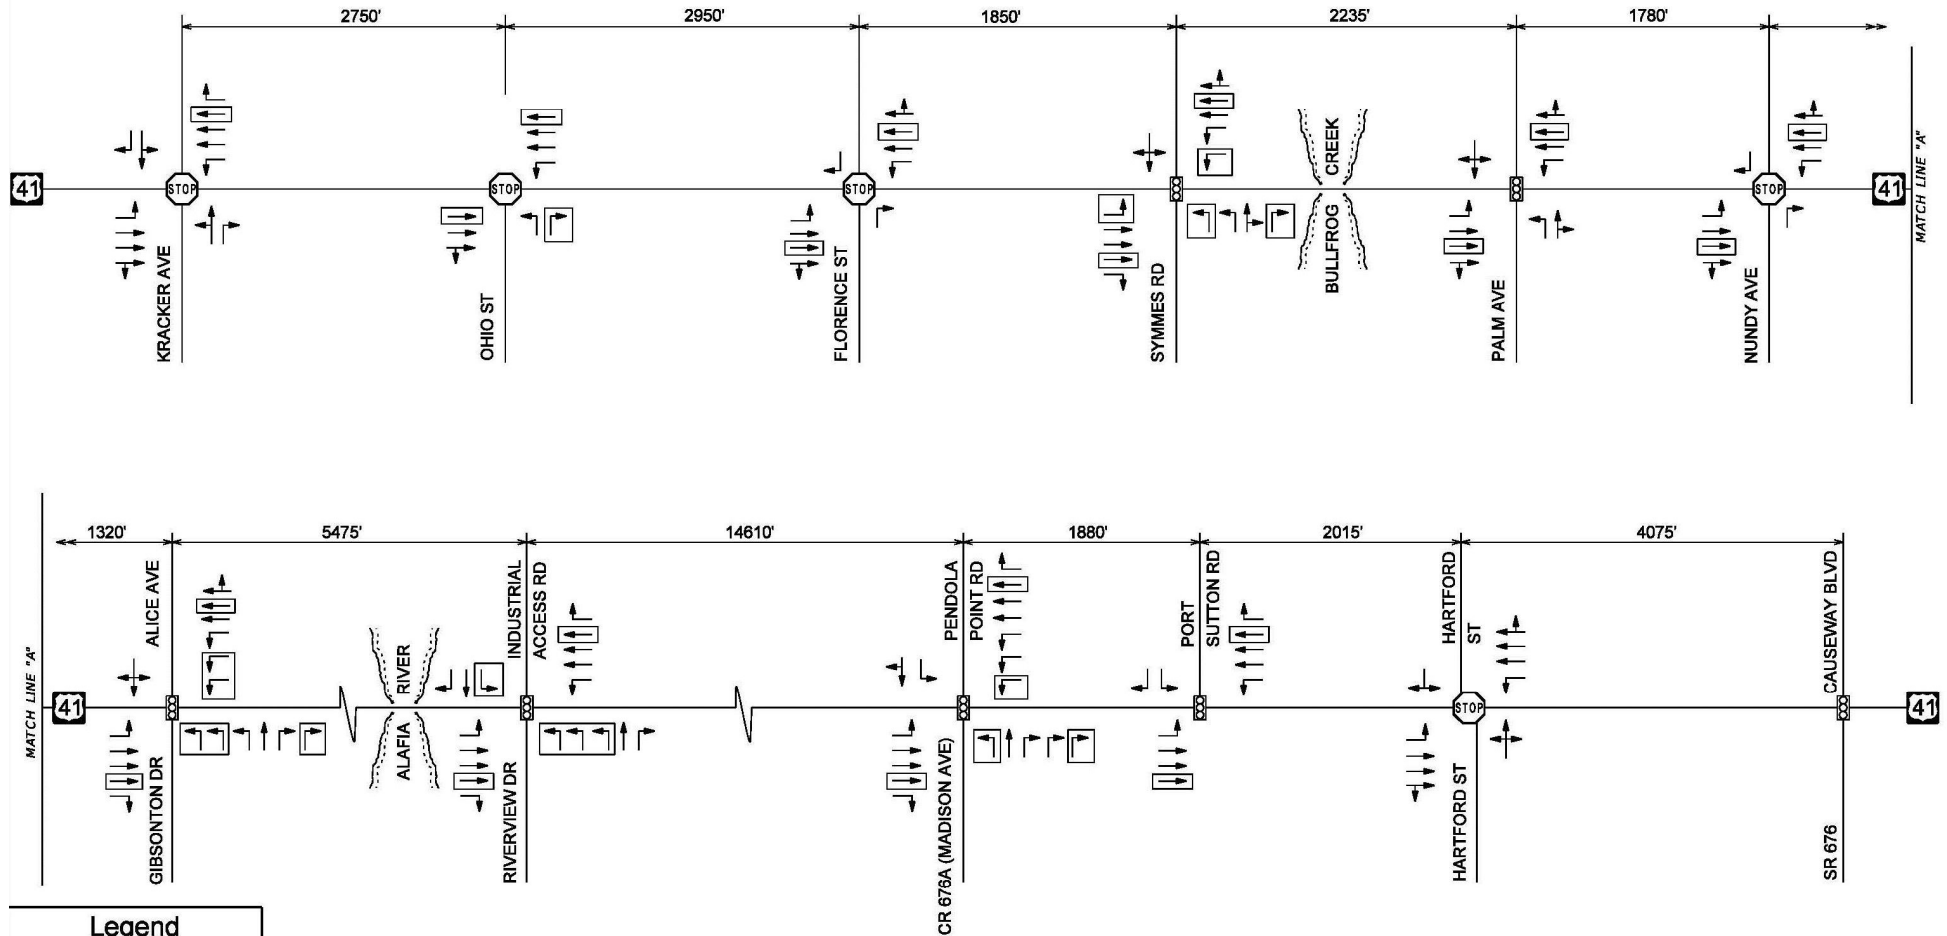 2750'
2950'
1850'
2235'
1780'
41
STOP
STOP
STOP
STOP
41
KRACKER AVE
OHIO ST
FLORENCE ST
SYMMES RD
BULLFROG CREEK
PALM AVE
NUNDY AVE
MATCH LINE "A"
1320'
5475'
14610'
1880'
2015'
4075'
MATCH LINE "A"
41
ALICE AVE
GIBSONTON DR
ALAFIA RIVER
INDUSTRIAL
ACCESS RD
RIVERVIEW DR
PENDOLA
POINT RD
CR 676A (MADISON AVE)
PORT
SUTTON RD
HARTFORD
ST
STOP
HARTFORD ST
CAUSEWAY BLVD
SR 676
41
Legend